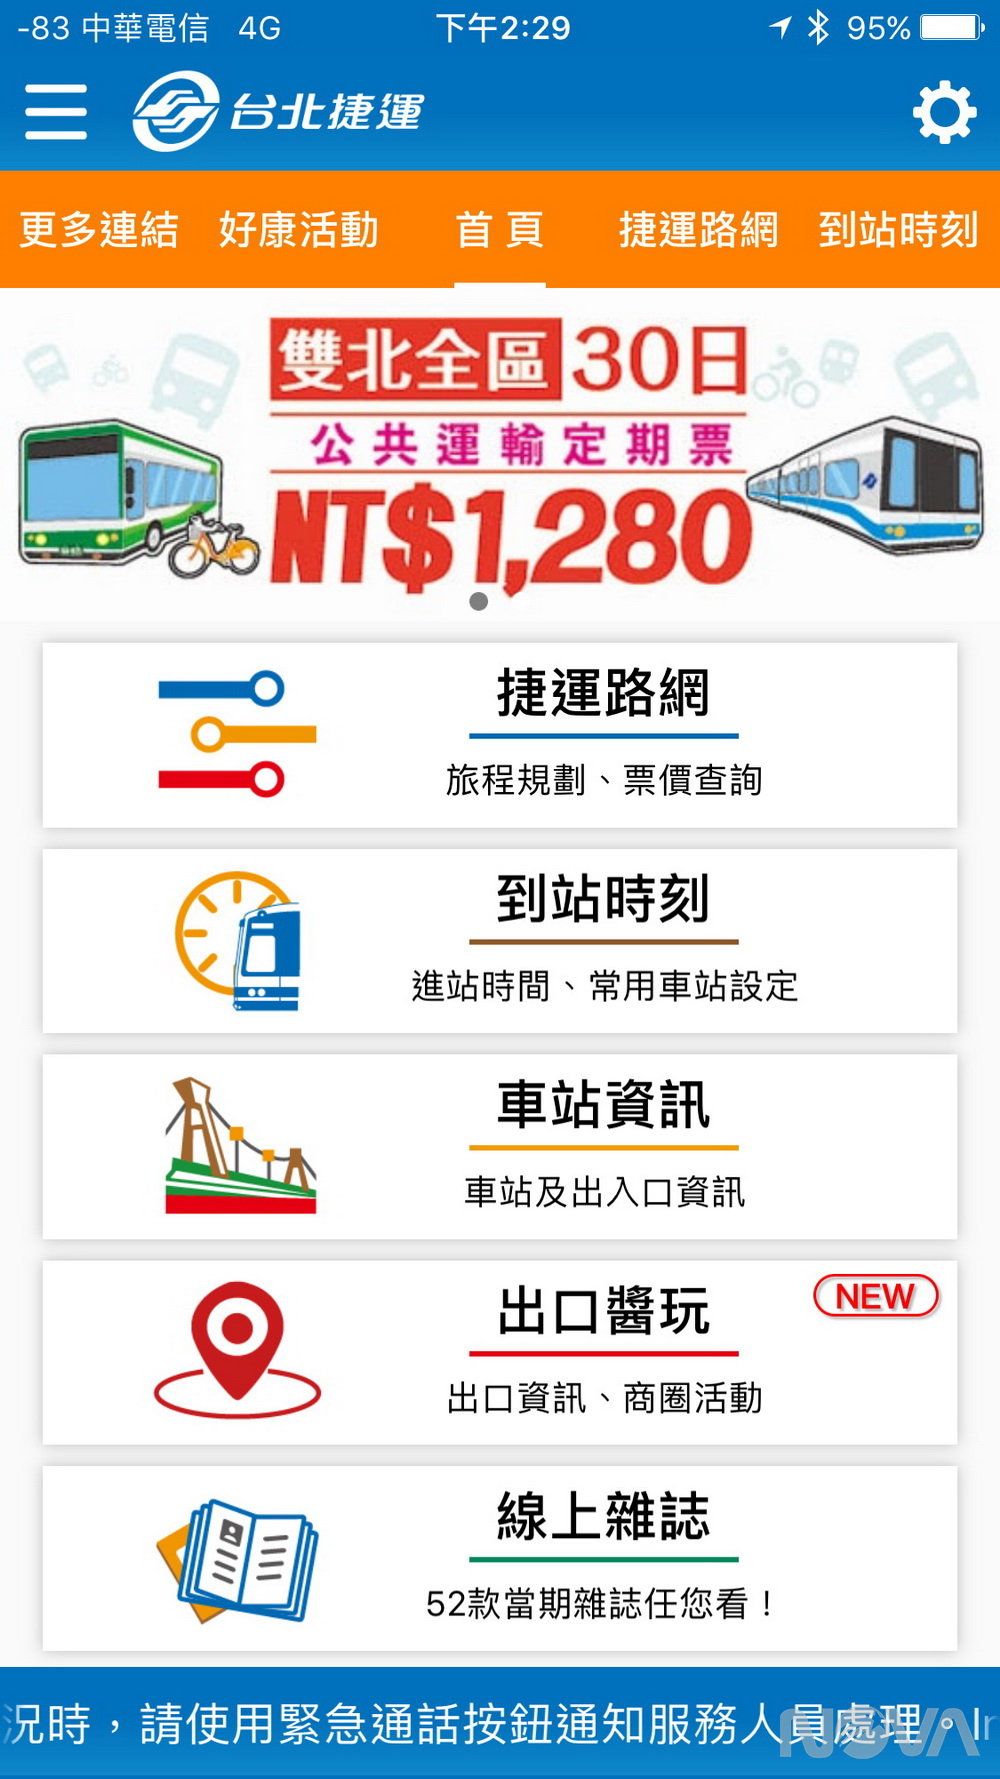 -83 中華電信 4G 下午2:29 95%
台北捷運
更多連結 好康活動 首頁 捷運路網 到站時刻
雙北全區30日
公共運輸定期票
NT$1,280
捷運路網
旅程規劃、票價查詢
到站時刻
進站時間、常用車站設定
車站資訊
車站及出入口資訊
NEW
出口醬玩
出口資訊、商圈活動
線上雜誌
52款當期雜誌任您看！
況時，請使用緊急通話按鈕通知服務人員處理。In
NOVA